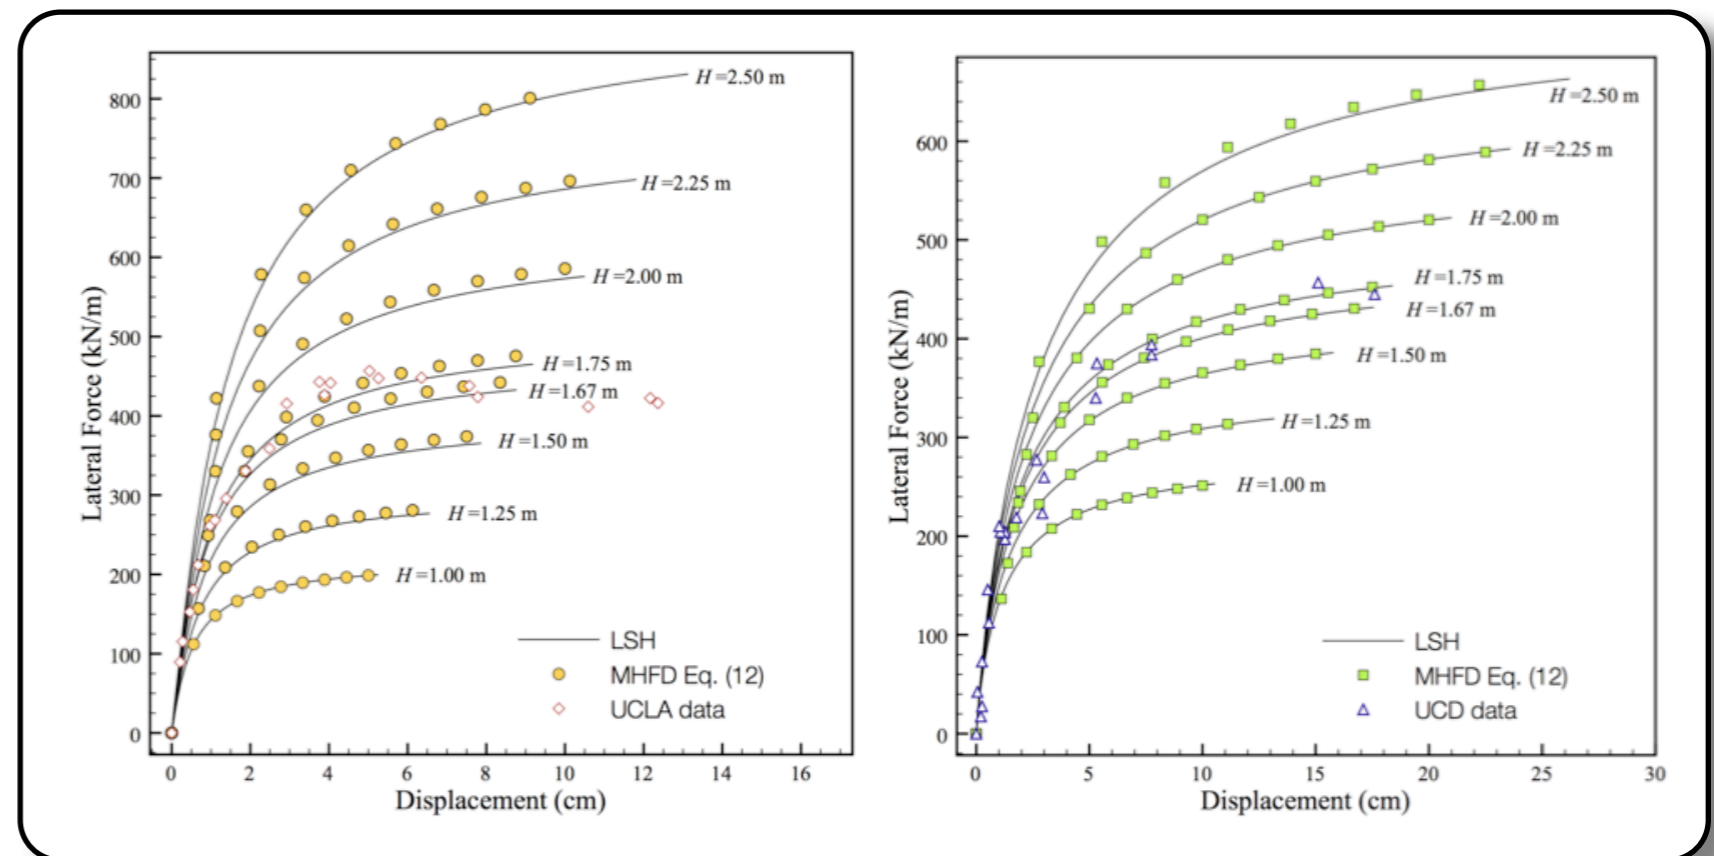 800
700
600
500
400
300
200
100
0
Lateral Force (kN/m)
0 2 4 6 8 10 12 14 16
Displacement (cm)
H=2.50 m
H=2.25 m
H=2.00 m
H=1.75 m
H=1.67 m
H=1.50 m
H=1.25 m
H=1.00 m
LSH
MHFD Eq. (12)
UCLA data
600
500
400
300
200
100
0
Lateral Force (kN/m)
0 5 10 15 20 25 30
Displacement (cm)
H=2.50 m
H=2.25 m
H=2.00 m
H=1.75 m
H=1.67 m
H=1.50 m
H=1.25 m
H=1.00 m
LSH
MHFD Eq. (12)
UCD data